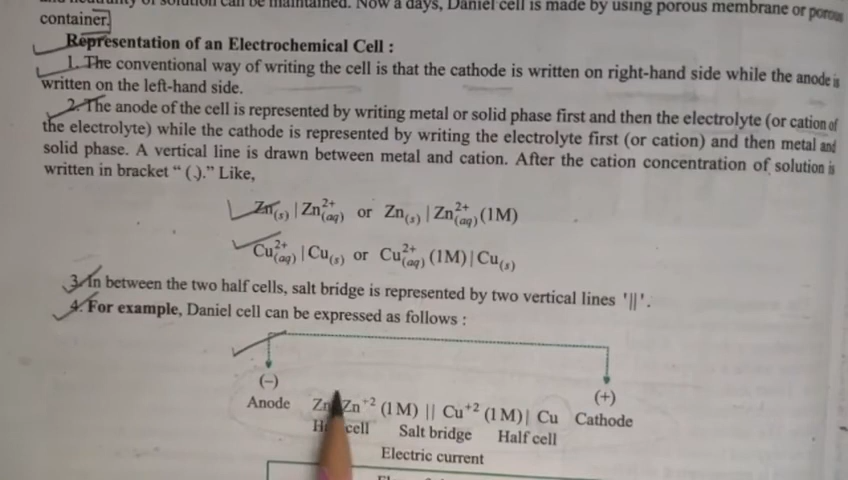 of solution can be maintained. Now a days, Daniel cell is made by using porous membrane or porous
container.
Representation of an Electrochemical Cell :
1. The conventional way of writing the cell is that the cathode is written on right-hand side while the anode is
written on the left-hand side.
2. The anode of the cell is represented by writing metal or solid phase first and then the electrolyte (or cation of
the electrolyte) while the cathode is represented by writing the electrolyte first (or cation) and then metal and
solid phase. A vertical line is drawn between metal and cation. After the cation concentration of solution is
written in bracket “ (.).” Like,
Zn(s) | Zn²⁺(aq) or Zn(s) | Zn²⁺(aq) (1M)
Cu²⁺(aq) | Cu(s) or Cu²⁺(aq) (1M) | Cu(s)
3. In between the two half cells, salt bridge is represented by two vertical lines '||'.
4. For example, Daniel cell can be expressed as follows :
(–) (+)
Anode Zn Zn⁺² (1M) || Cu⁺² (1M) | Cu Cathode
cell Salt bridge Half cell
Electric current